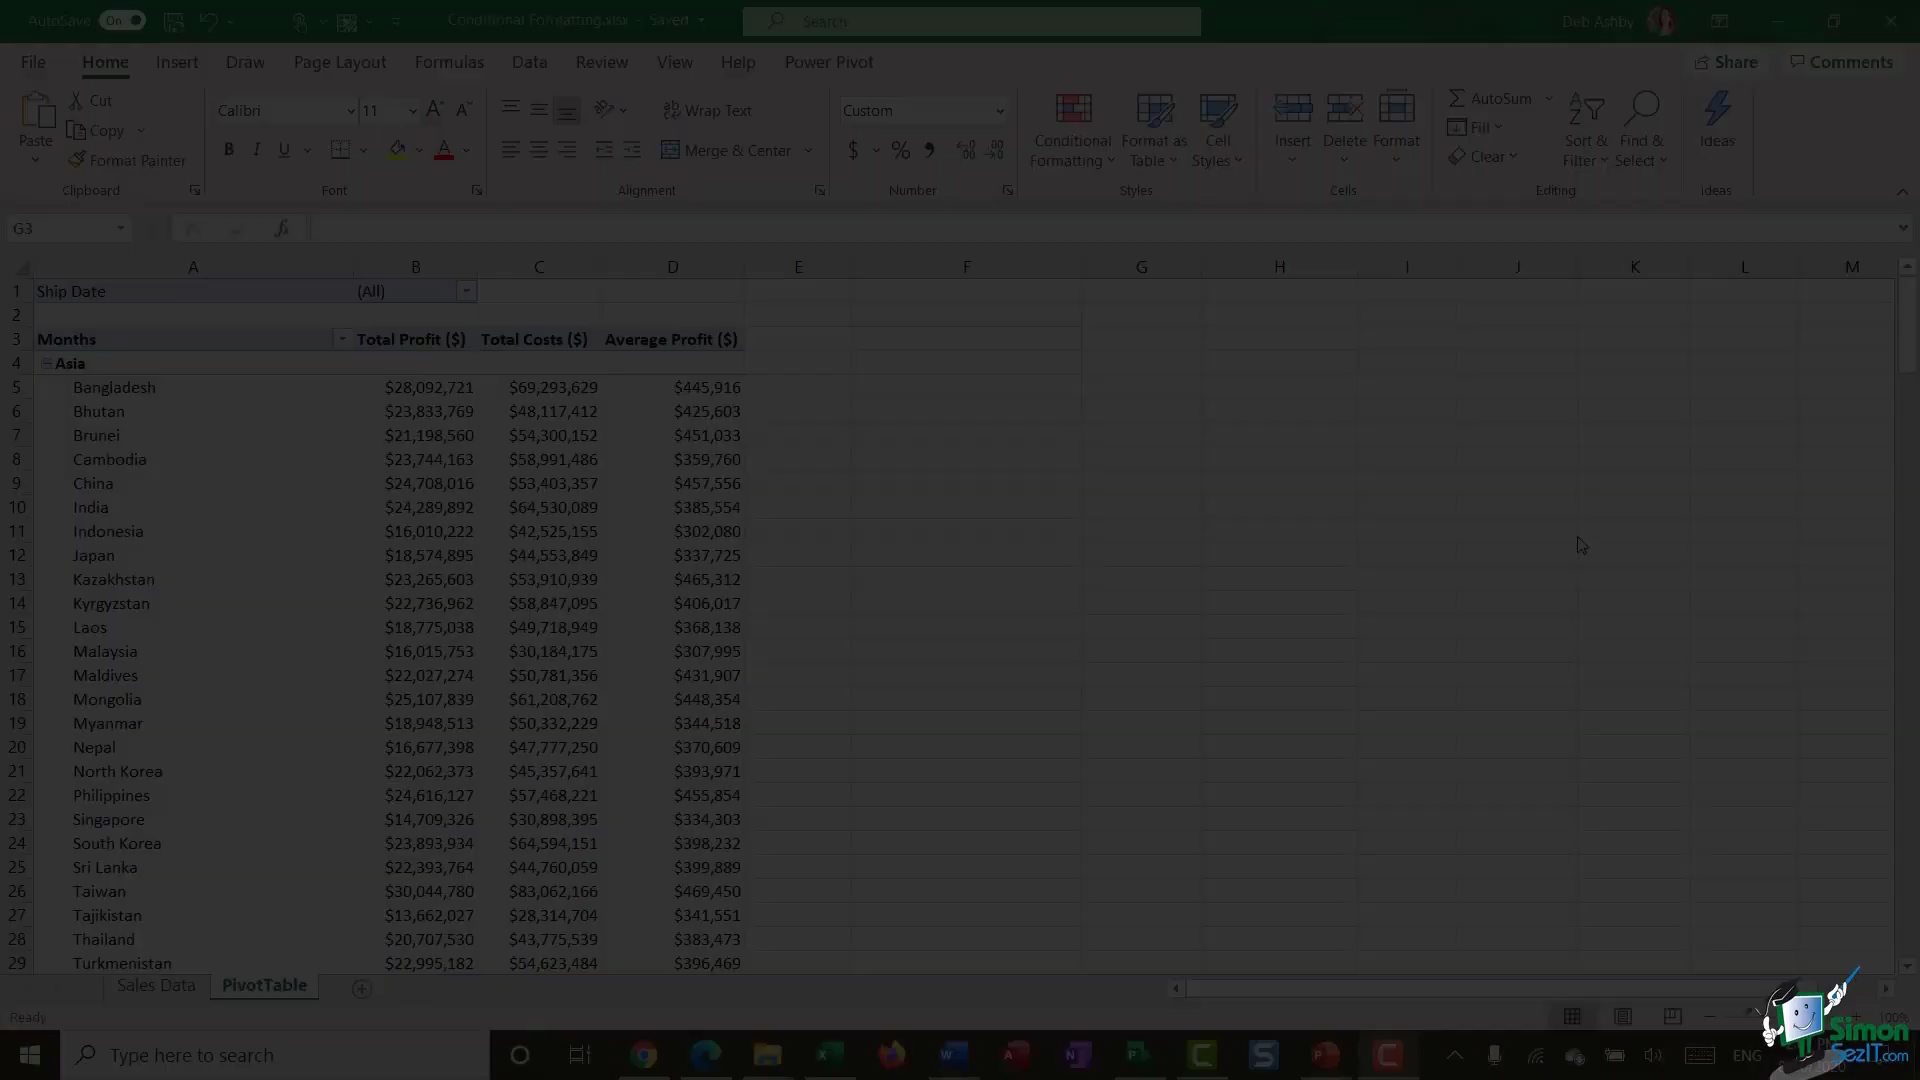 AutoSave On Conditional Formatting.xlsx - Saved Search Deb Ashby
File Home Insert Draw Page Layout Formulas Data Review View Help Power Pivot Share Comments
Paste Cut Copy Format Painter Clipboard
Calibri 11 B I U A Font
Wrap Text Merge & Center Alignment
Custom $ % Number
Conditional Formatting Format as Table Cell Styles Styles
Insert Delete Format Cells
AutoSum Fill Clear Sort & Filter Find & Select Editing
Ideas Ideas
G3 fx
A B C D E F G H I J K L M
1 Ship Date (All)
2
3 Months Total Profit ($) Total Costs ($) Average Profit ($)
4 Asia
5 Bangladesh $28,092,721 $69,293,629 $445,916
6 Bhutan $23,833,769 $48,117,412 $425,603
7 Brunei $21,198,560 $54,300,152 $451,033
8 Cambodia $23,744,163 $58,991,486 $359,760
9 China $24,708,016 $53,403,357 $457,556
10 India $24,289,892 $64,530,089 $385,554
11 Indonesia $16,010,222 $42,525,155 $302,080
12 Japan $18,574,895 $44,553,849 $337,725
13 Kazakhstan $23,265,603 $53,910,939 $465,312
14 Kyrgyzstan $22,736,962 $58,847,095 $406,017
15 Laos $18,775,038 $49,718,949 $368,138
16 Malaysia $16,015,753 $30,184,175 $307,995
17 Maldives $22,027,274 $50,781,356 $431,907
18 Mongolia $25,107,839 $61,208,762 $448,354
19 Myanmar $18,948,513 $50,332,229 $344,518
20 Nepal $16,677,398 $47,777,250 $370,609
21 North Korea $22,062,373 $45,357,641 $393,971
22 Philippines $24,616,127 $57,468,221 $455,854
23 Singapore $14,709,326 $30,898,395 $334,303
24 South Korea $23,893,934 $64,594,151 $398,232
25 Sri Lanka $22,393,764 $44,760,059 $399,889
26 Taiwan $30,044,780 $83,062,166 $469,450
27 Tajikistan $13,662,027 $28,314,704 $341,551
28 Thailand $20,707,530 $43,775,539 $383,473
29 Turkmenistan $22,995,182 $54,623,484 $396,469
Sales Data PivotTable
Ready 100%
Type here to search ENG
Simon SezIT.com